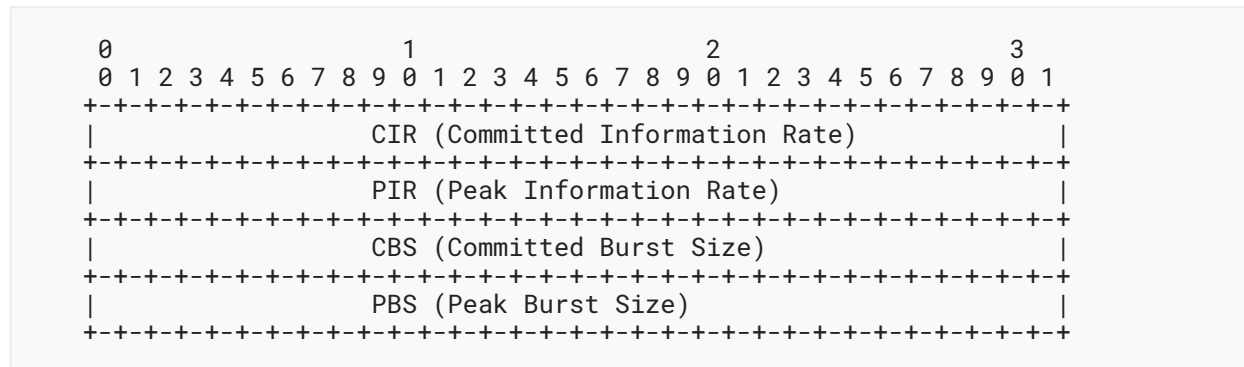 0                   1                   2                   3
 0 1 2 3 4 5 6 7 8 9 0 1 2 3 4 5 6 7 8 9 0 1 2 3 4 5 6 7 8 9 0 1
+-+-+-+-+-+-+-+-+-+-+-+-+-+-+-+-+-+-+-+-+-+-+-+-+-+-+-+-+-+-+-+-+
|                  CIR (Committed Information Rate)             |
+-+-+-+-+-+-+-+-+-+-+-+-+-+-+-+-+-+-+-+-+-+-+-+-+-+-+-+-+-+-+-+-+
|                  PIR (Peak Information Rate)                  |
+-+-+-+-+-+-+-+-+-+-+-+-+-+-+-+-+-+-+-+-+-+-+-+-+-+-+-+-+-+-+-+-+
|                  CBS (Committed Burst Size)                   |
+-+-+-+-+-+-+-+-+-+-+-+-+-+-+-+-+-+-+-+-+-+-+-+-+-+-+-+-+-+-+-+-+
|                  PBS (Peak Burst Size)                        |
+-+-+-+-+-+-+-+-+-+-+-+-+-+-+-+-+-+-+-+-+-+-+-+-+-+-+-+-+-+-+-+-+